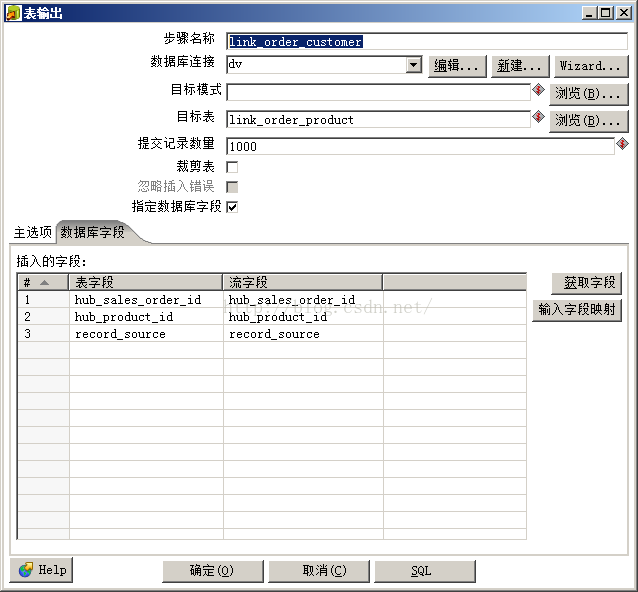 表输出
步骤名称 link_order_customer
数据库连接 dv 编辑... 新建... Wizard...
目标模式 浏览(B)...
目标表 link_order_product 浏览(B)...
提交记录数量 1000
裁剪表
忽略插入错误
指定数据库字段
主选项 数据库字段
插入的字段:
# 表字段 流字段 获取字段
1 hub_sales_order_id hub_sales_order_id
2 hub_product_id hub_product_id 输入字段映射
3 record_source record_source
http://blog.csdn.net/
Help 确定(O) 取消(C) SQL